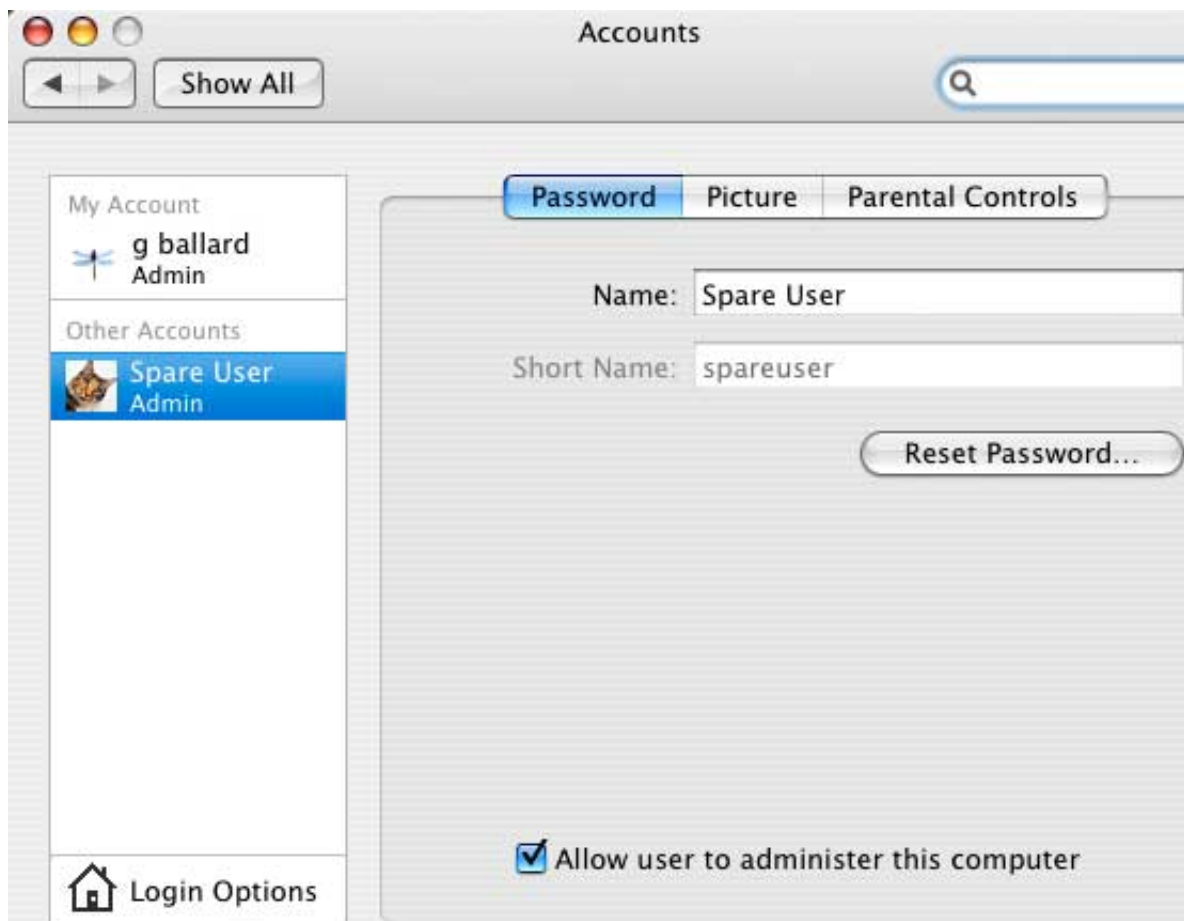 Accounts
Show All
My Account
g ballard
Admin
Other Accounts
Spare User
Admin
Login Options
Password Picture Parental Controls
Name: Spare User
Short Name: spareuser
Reset Password...
Allow user to administer this computer